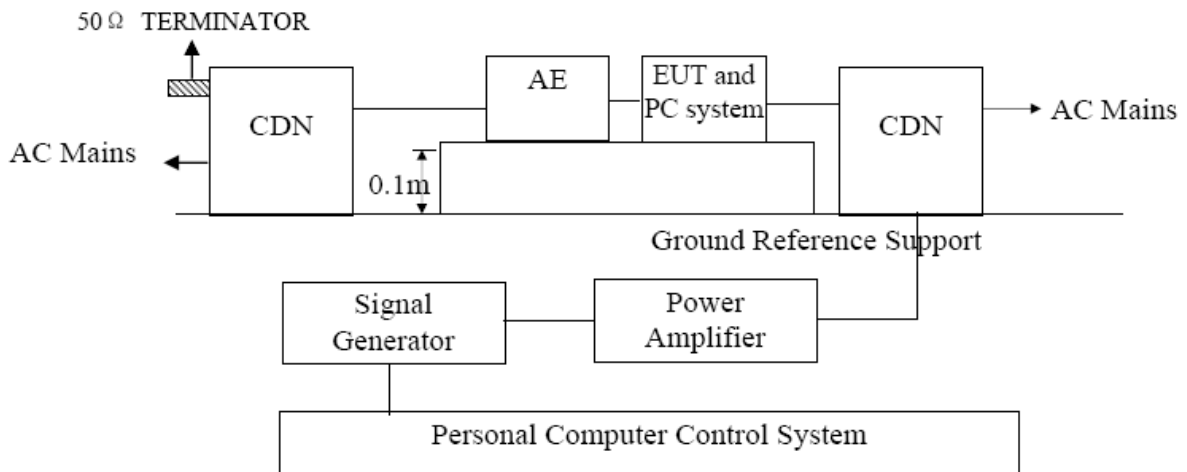 50Ω TERMINATOR
CDN
AC Mains
AE
EUT and
PC system
CDN
AC Mains
0.1m
Ground Reference Support
Signal
Generator
Power
Amplifier
Personal Computer Control System